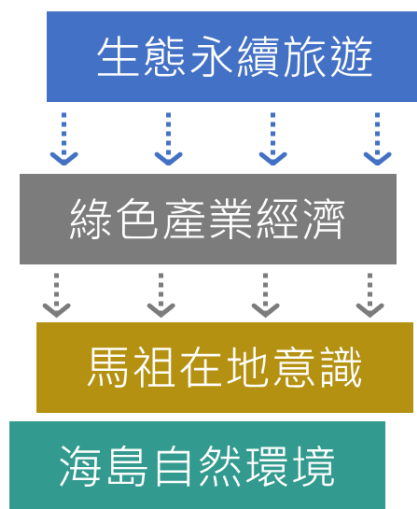 生態永續旅遊
綠色產業經濟
馬祖在地意識
海島自然環境